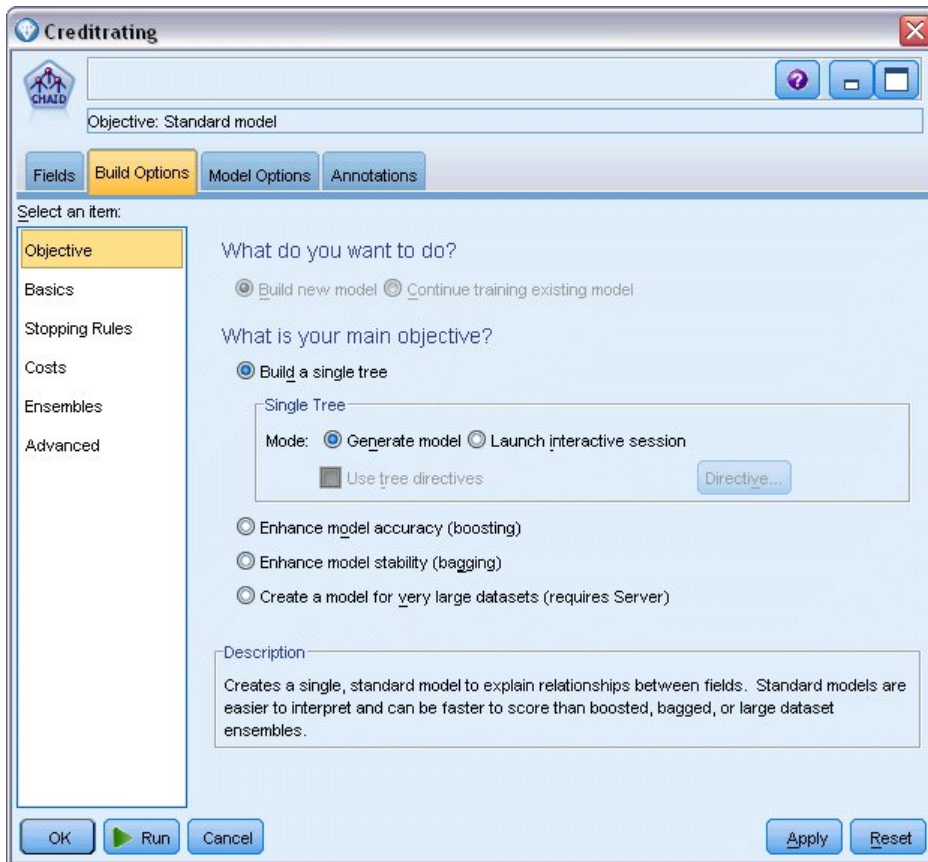 Creditrating
CHAID
?
Objective: Standard model
Fields Build Options Model Options Annotations
Select an item:
Objective
Basics
Stopping Rules
Costs
Ensembles
Advanced
What do you want to do?
Build new model Continue training existing model
What is your main objective?
Build a single tree
Single Tree
Mode: Generate model Launch interactive session
Use tree directives Directive...
Enhance model accuracy (boosting)
Enhance model stability (bagging)
Create a model for very large datasets (requires Server)
Description
Creates a single, standard model to explain relationships between fields. Standard models are
easier to interpret and can be faster to score than boosted, bagged, or large dataset
ensembles.
OK Run Cancel Apply Reset